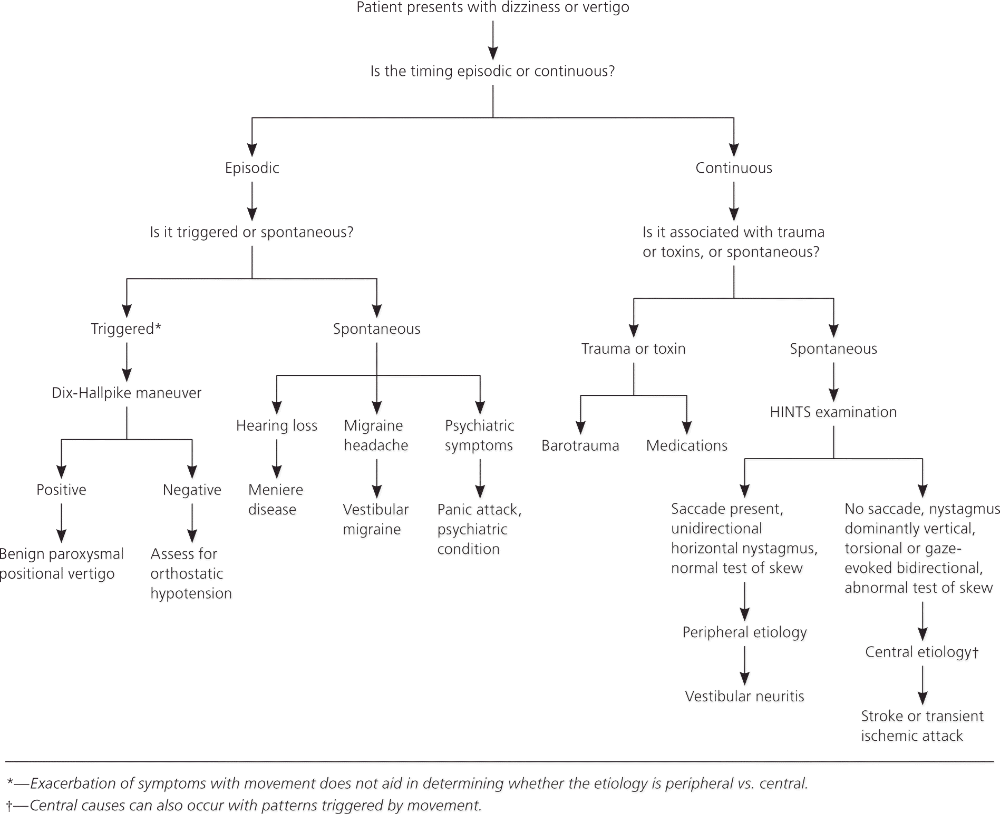 Patient presents with dizziness or vertigo
Is the timing episodic or continuous?
Episodic
Continuous
Is it triggered or spontaneous?
Is it associated with trauma
or toxins, or spontaneous?
Triggered*
Spontaneous
Trauma or toxin
Spontaneous
Dix-Hallpike maneuver
Hearing loss
Migraine
headache
Psychiatric
symptoms
Barotrauma
Medications
HINTS examination
Positive
Negative
Meniere
disease
Vestibular
migraine
Panic attack,
psychiatric
condition
Benign paroxysmal
positional vertigo
Assess for
orthostatic
hypotension
Saccade present,
unidirectional
horizontal nystagmus,
normal test of skew
No saccade, nystagmus
dominantly vertical,
torsional or gaze-
evoked bidirectional,
abnormal test of skew
Peripheral etiology
Central etiology†
Vestibular neuritis
Stroke or transient
ischemic attack
*—Exacerbation of symptoms with movement does not aid in determining whether the etiology is peripheral vs. central.
†—Central causes can also occur with patterns triggered by movement.